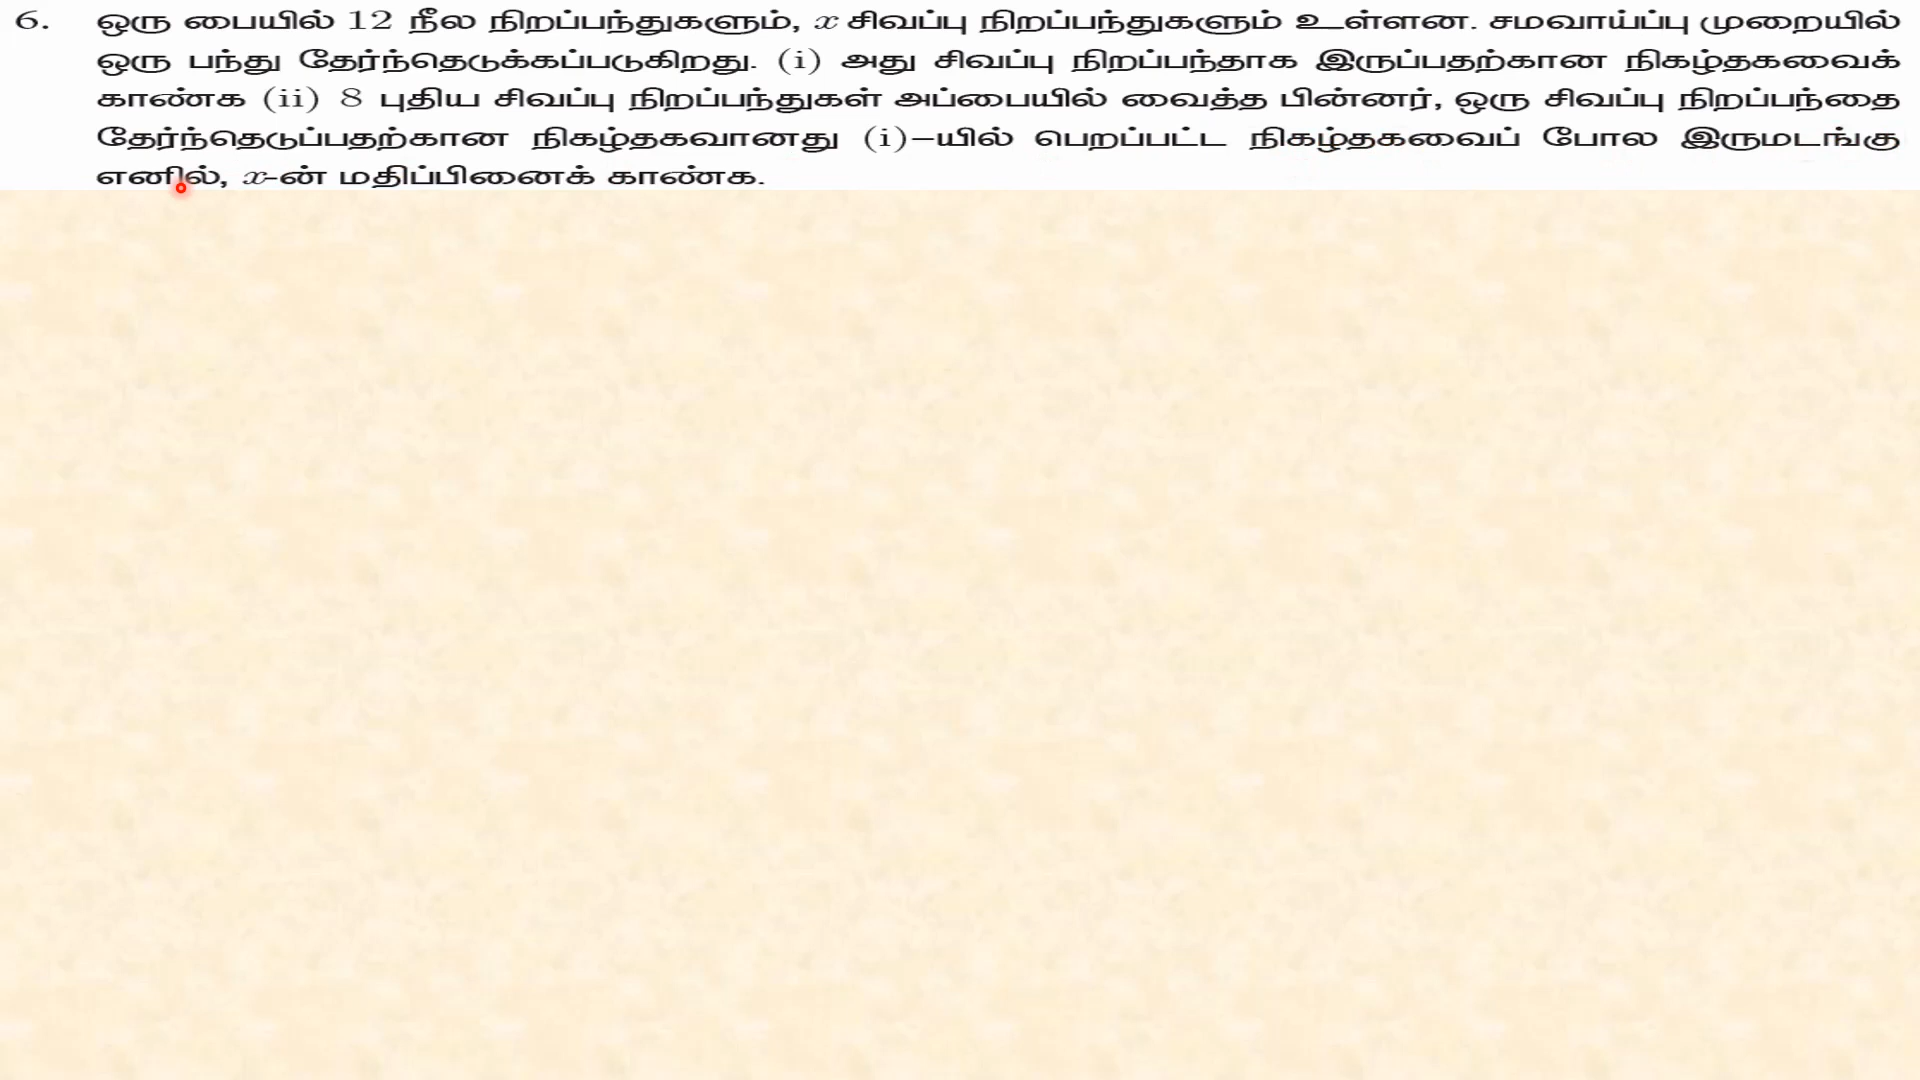 6. ஒரு பையில் 12 நீல நிறப்பந்துகளும், x சிவப்பு நிறப்பந்துகளும் உள்ளன. சமவாய்ப்பு முறையில்
ஒரு பந்து தேர்ந்தெடுக்கப்படுகிறது. (i) அது சிவப்பு நிறப்பந்தாக இருப்பதற்கான நிகழ்தகவைக்
காண்க (ii) 8 புதிய சிவப்பு நிறப்பந்துகள் அப்பையில் வைத்த பின்னர், ஒரு சிவப்பு நிறப்பந்தை
தேர்ந்தெடுப்பதற்கான நிகழ்தகவானது (i)–யில் பெறப்பட்ட நிகழ்தகவைப் போல இருமடங்கு
எனில், x-ன் மதிப்பினைக் காண்க.